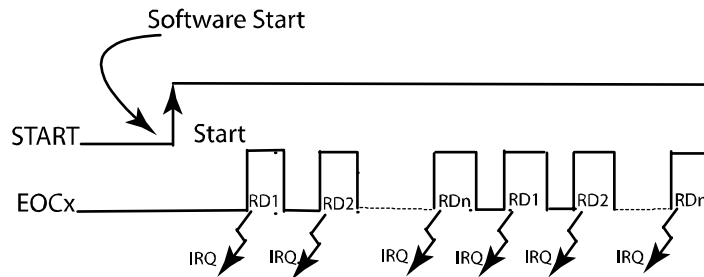 Software Start
START
Start
EOCx
RD1
RD2
RDn
RD1
RD2
RDn
IRQ
IRQ
IRQ
IRQ
IRQ
IRQ